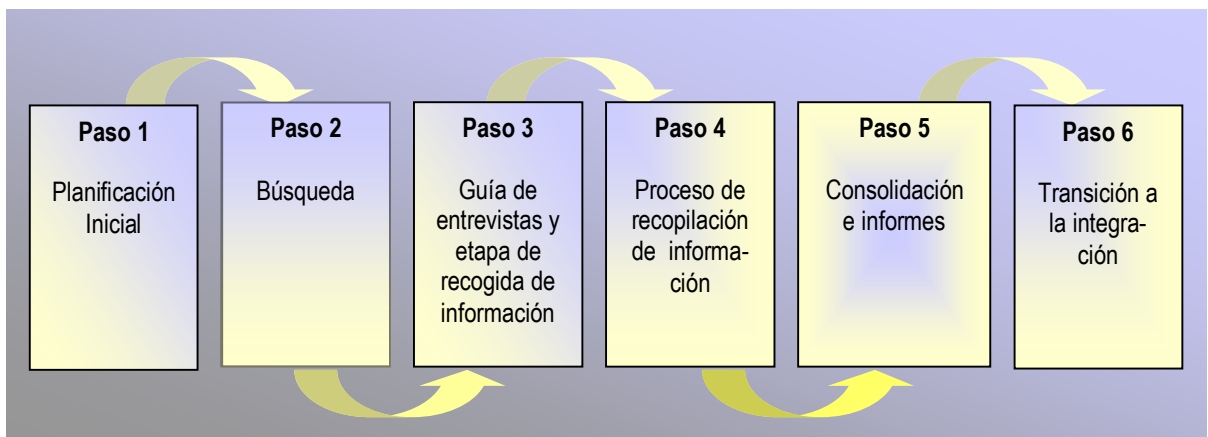 Paso 1
Planificación
Inicial
Paso 2
Búsqueda
Paso 3
Guía de
entrevistas y
etapa de
recogida de
información
Paso 4
Proceso de
recopilación
de informa-
ción
Paso 5
Consolidación
e informes
Paso 6
Transición a
la integra-
ción